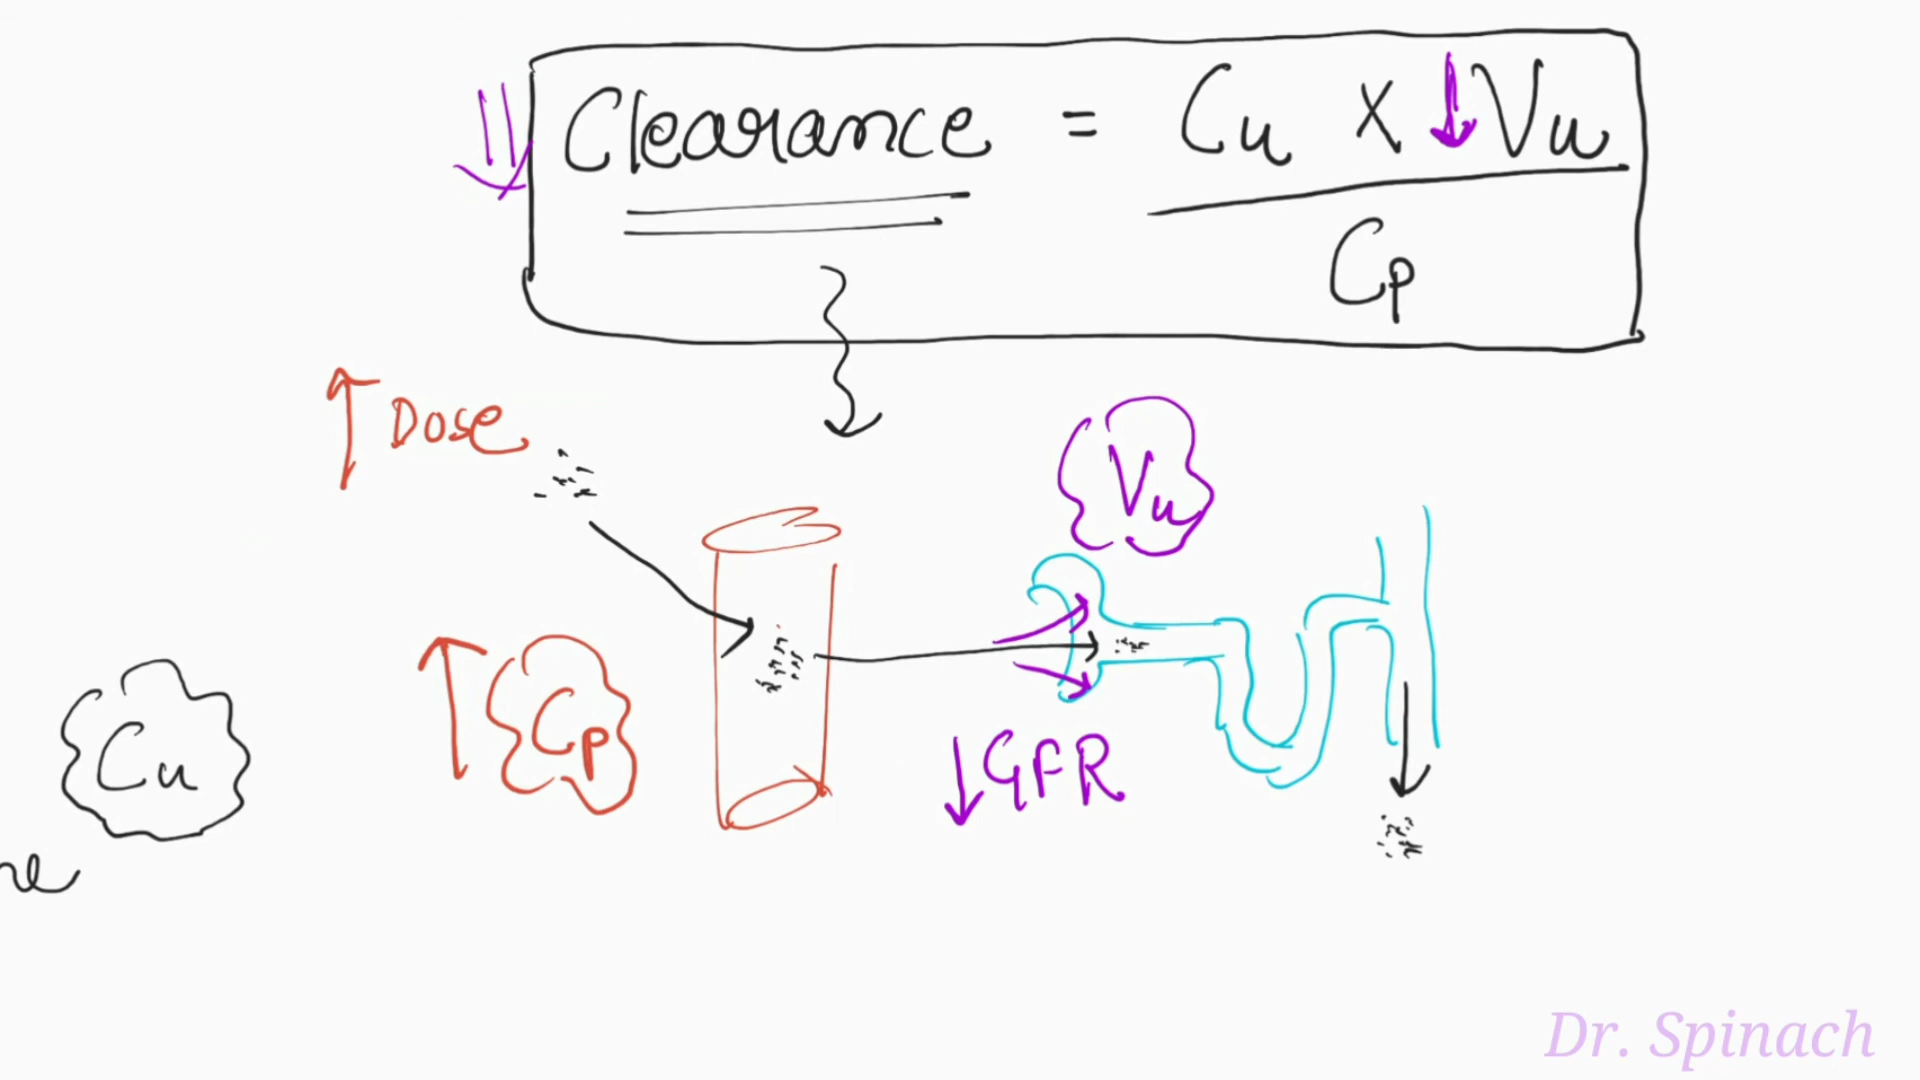 Clearance = Cu X ↓ Vu
Cp
↑ Dose
Vu
↑ Cp
Cu
↓ GFR
Dr. Spinach